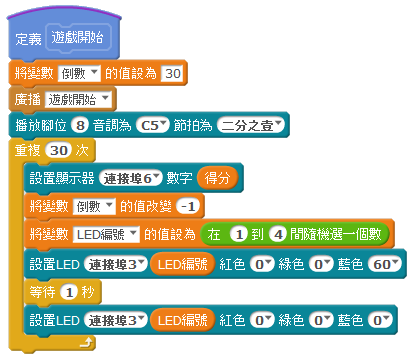 定義 遊戲開始
將變數 倒數 的值設為 30
廣播 遊戲開始
播放腳位 8 音調為 C5 節拍為 二分之壹
重複 30 次
設置顯示器 連接埠6 數字 得分
將變數 倒數 的值改變 -1
將變數 LED編號 的值設為 在 1 到 4 間隨機選一個數
設置LED 連接埠3 LED編號 紅色 0 綠色 0 藍色 60
等待 1 秒
設置LED 連接埠3 LED編號 紅色 0 綠色 0 藍色 0